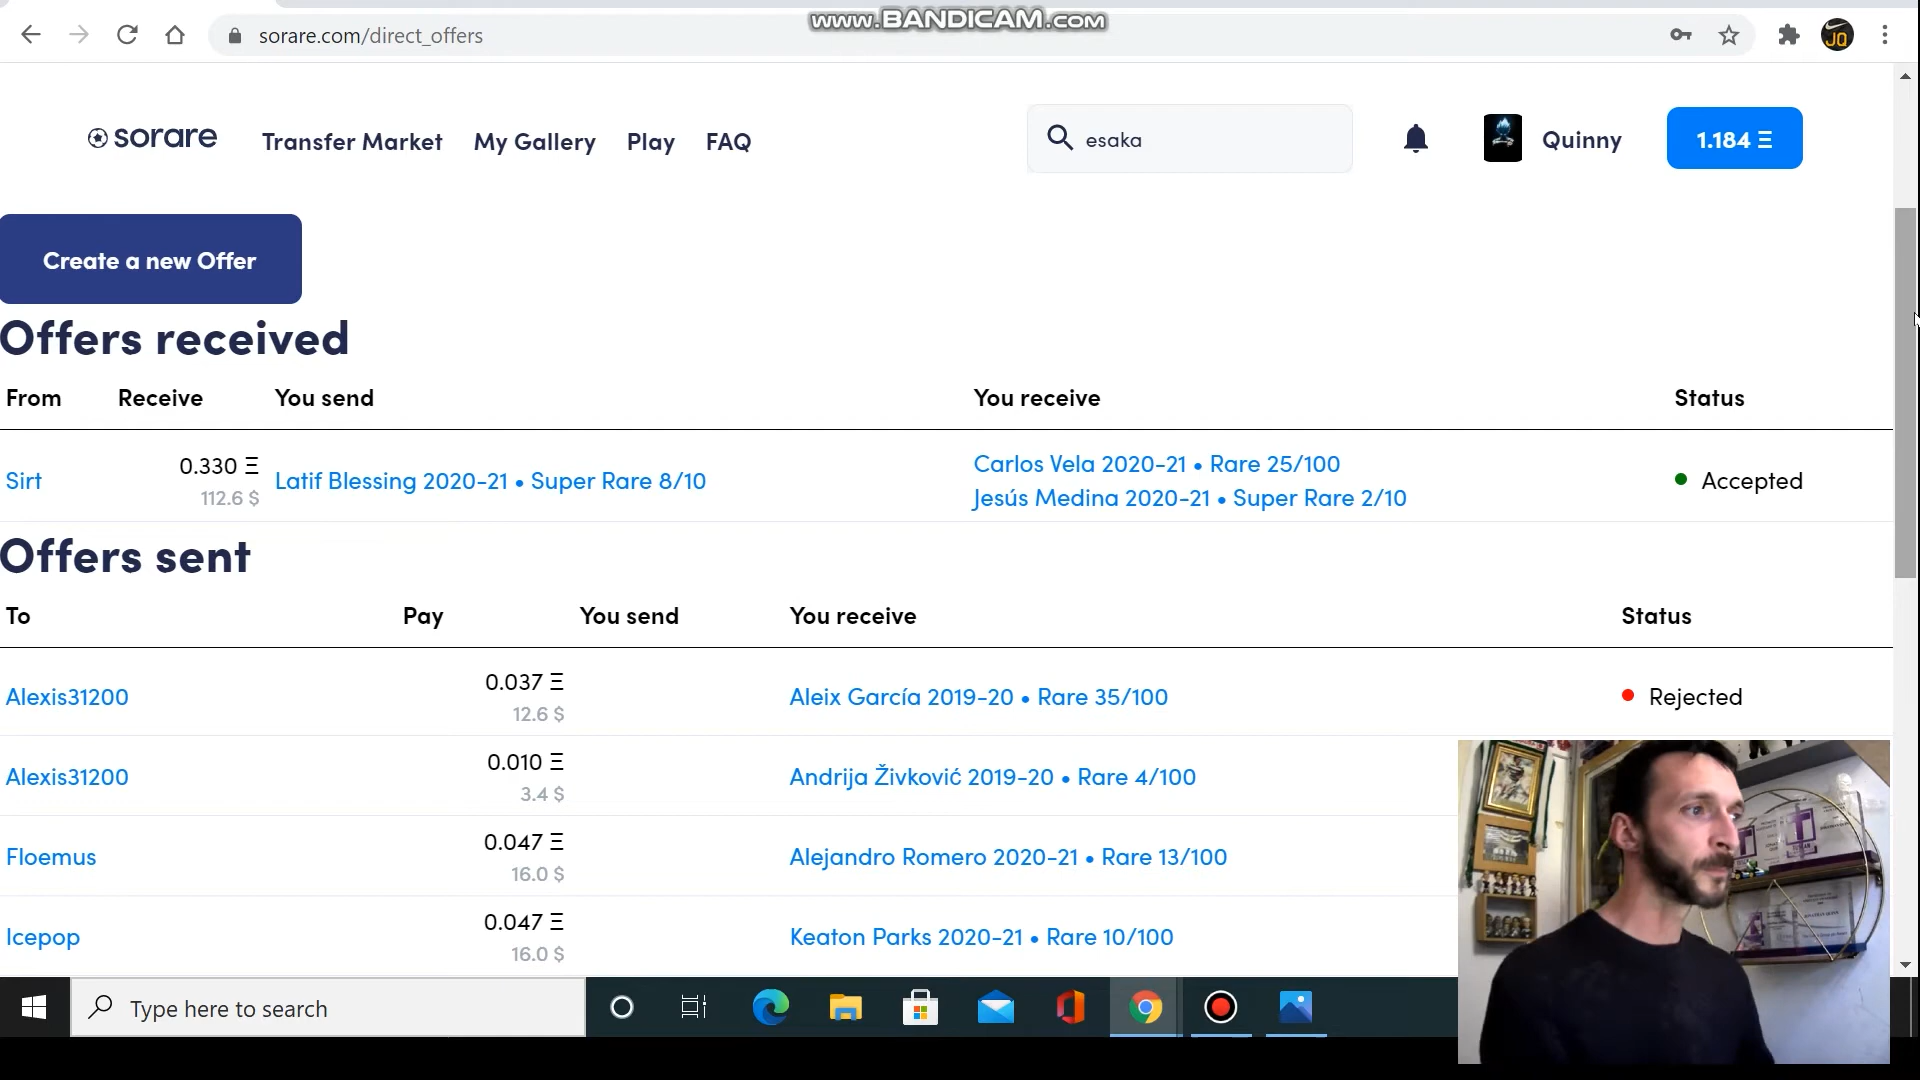 www.BANDICAM.com
sorare.com/direct_offers
JQ
sorare Transfer Market My Gallery Play FAQ esaka Quinny 1.184 Ξ
Create a new Offer
Offers received
From Receive You send You receive Status
Sirt 0.330 Ξ 112.6 $ Latif Blessing 2020-21 • Super Rare 8/10 Carlos Vela 2020-21 • Rare 25/100
Jesús Medina 2020-21 • Super Rare 2/10 Accepted
Offers sent
To Pay You send You receive Status
Alexis31200 0.037 Ξ 12.6 $ Aleix García 2019-20 • Rare 35/100 Rejected
Alexis31200 0.010 Ξ 3.4 $ Andrija Živković 2019-20 • Rare 4/100
Floemus 0.047 Ξ 16.0 $ Alejandro Romero 2020-21 • Rare 13/100
Icepop 0.047 Ξ 16.0 $ Keaton Parks 2020-21 • Rare 10/100
Type here to search